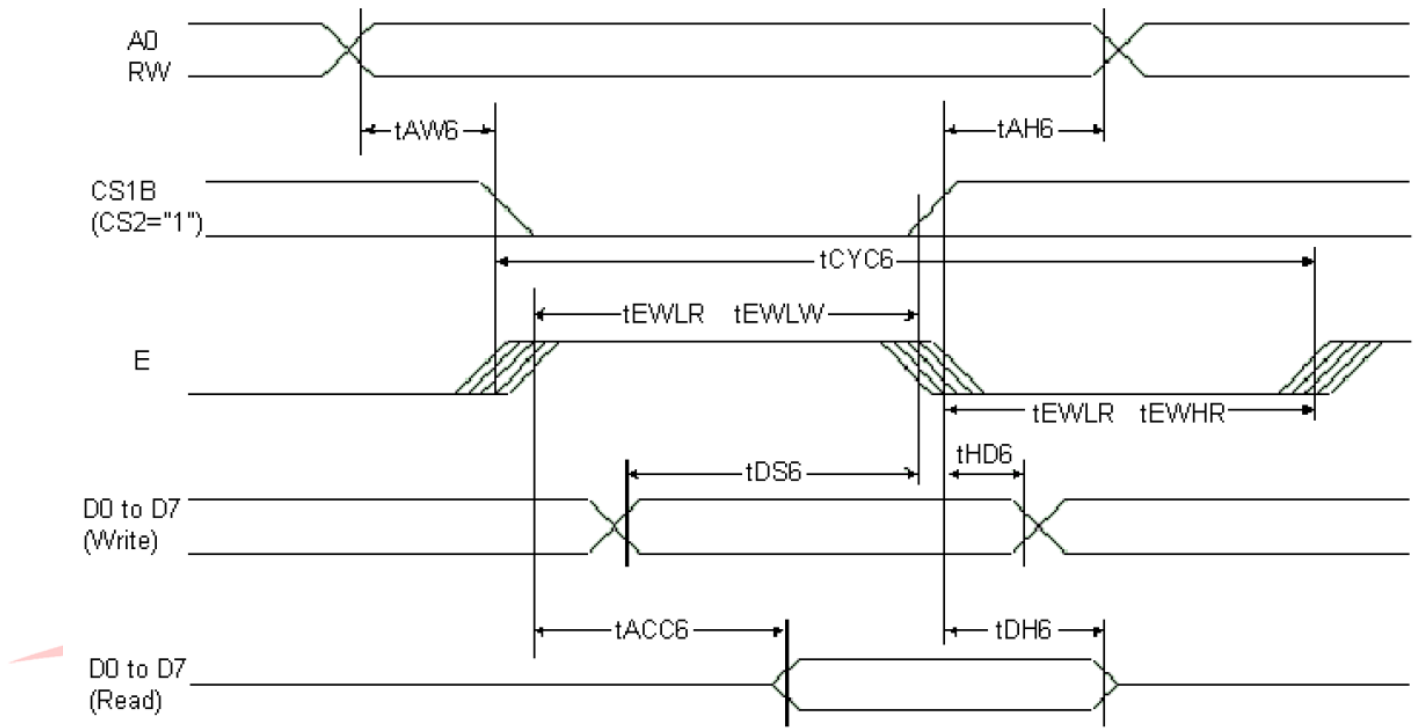 A0
RW
tAW6
tAH6
CS1B
(CS2="1")
tCYC6
tEWLR tEWLW
E
tEWLR tEWHR
tDS6
tHD6
D0 to D7
(Write)
tACC6
tDH6
D0 to D7
(Read)